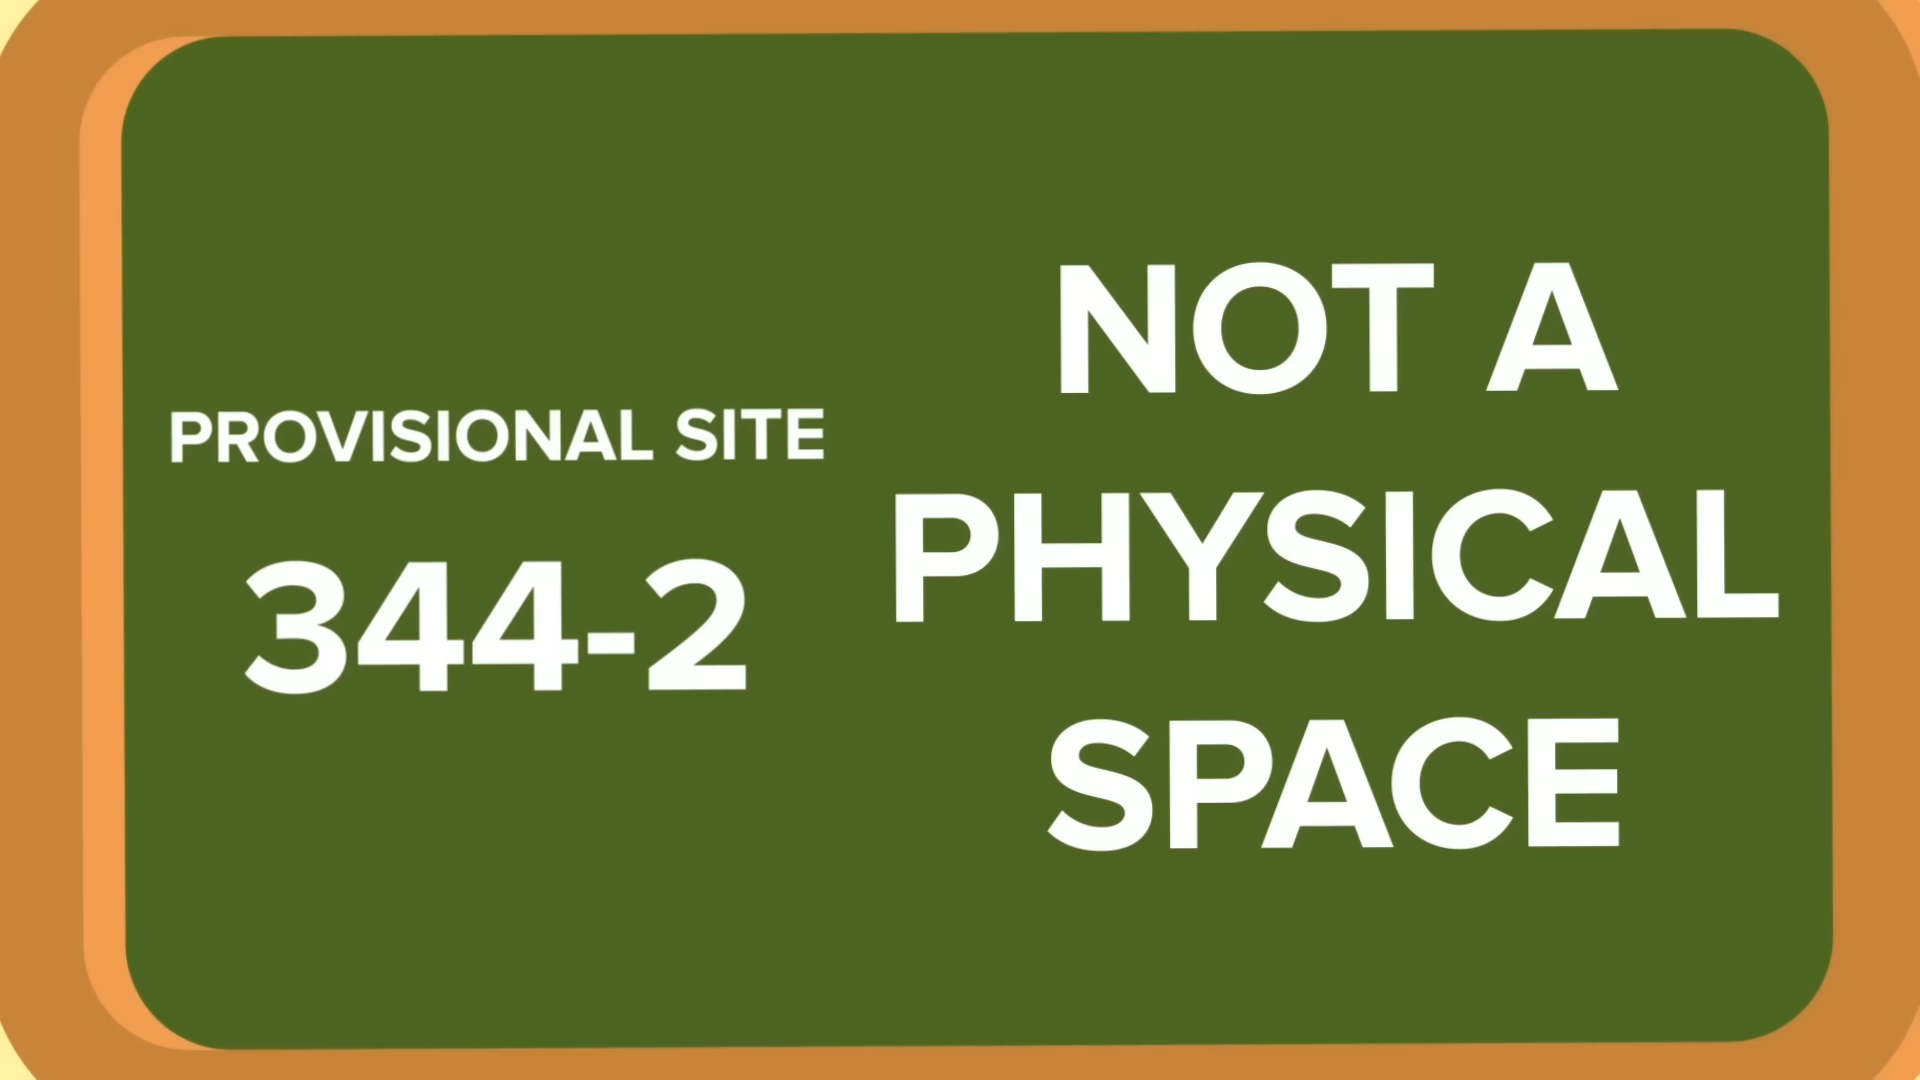 PROVISIONAL SITE
344-2
NOT A
PHYSICAL
SPACE